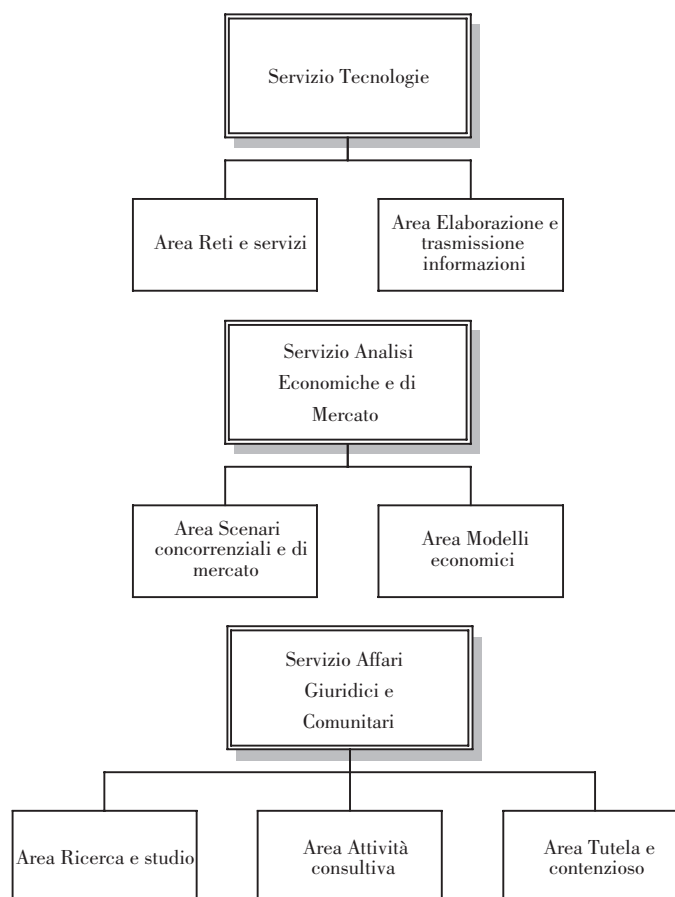 Servizio Tecnologie
Area Reti e servizi
Area Elaborazione e
trasmissione
informazioni
Servizio Analisi
Economiche e di
Mercato
Area Scenari
concorrenziali e di
mercato
Area Modelli
economici
Servizio Affari
Giuridici e
Comunitari
Area Ricerca e studio
Area Attività
consultiva
Area Tutela e
contenzioso